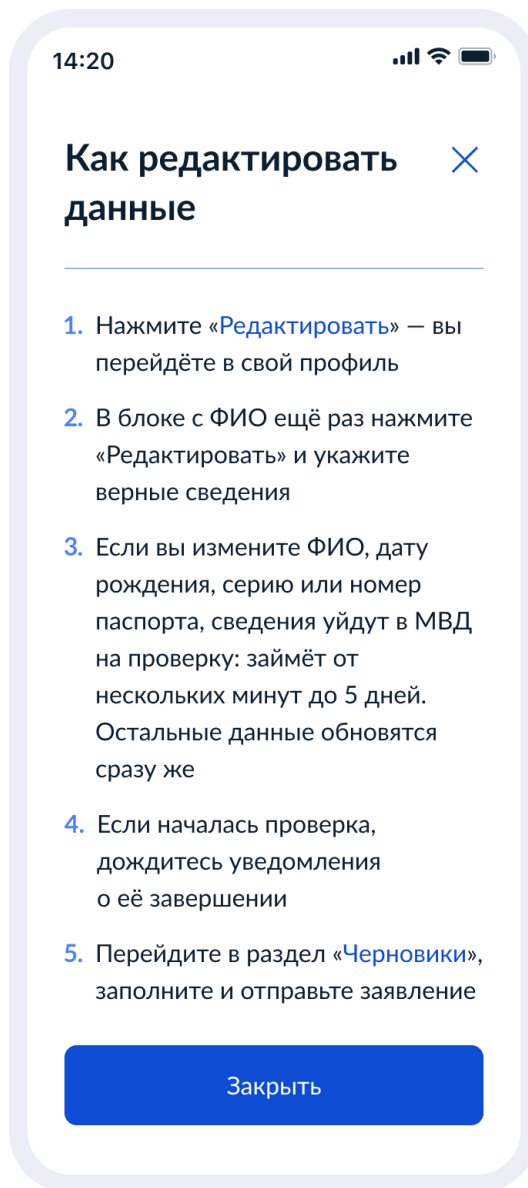 14:20
Как редактировать
данные
1. Нажмите «Редактировать» — вы
перейдёте в свой профиль
2. В блоке с ФИО ещё раз нажмите
«Редактировать» и укажите
верные сведения
3. Если вы измените ФИО, дату
рождения, серию или номер
паспорта, сведения уйдут в МВД
на проверку: займёт от
нескольких минут до 5 дней.
Остальные данные обновятся
сразу же
4. Если началась проверка,
дождитесь уведомления
о её завершении
5. Перейдите в раздел «Черновики»,
заполните и отправьте заявление
Закрыть